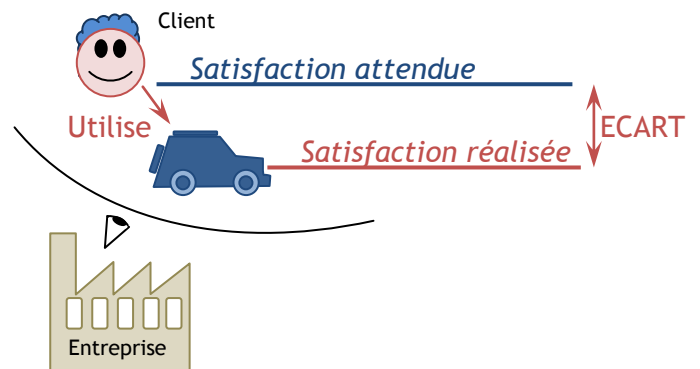 Client
Satisfaction attendue
Utilise
ECART
Satisfaction réalisée
Entreprise